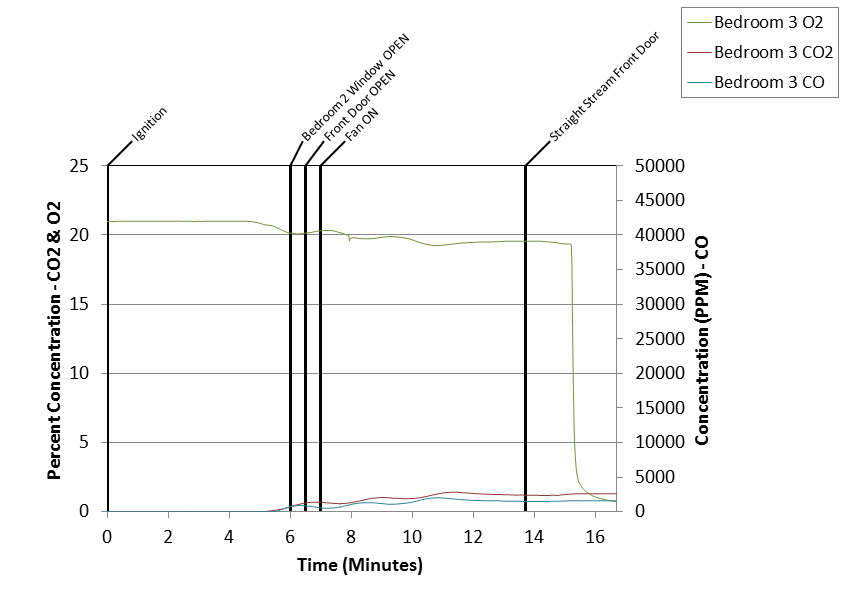 Bedroom 3 O2
Bedroom 3 CO2
Bedroom 3 CO
Ignition
Bedroom 2 Window OPEN
Front Door OPEN
Fan ON
Straight Stream Front Door
Percent Concentration - CO2 & O2
25
20
15
10
5
0
50000
45000
40000
35000
30000
25000
20000
15000
10000
5000
0
Concentration (PPM) - CO
0 2 4 6 8 10 12 14 16
Time (Minutes)